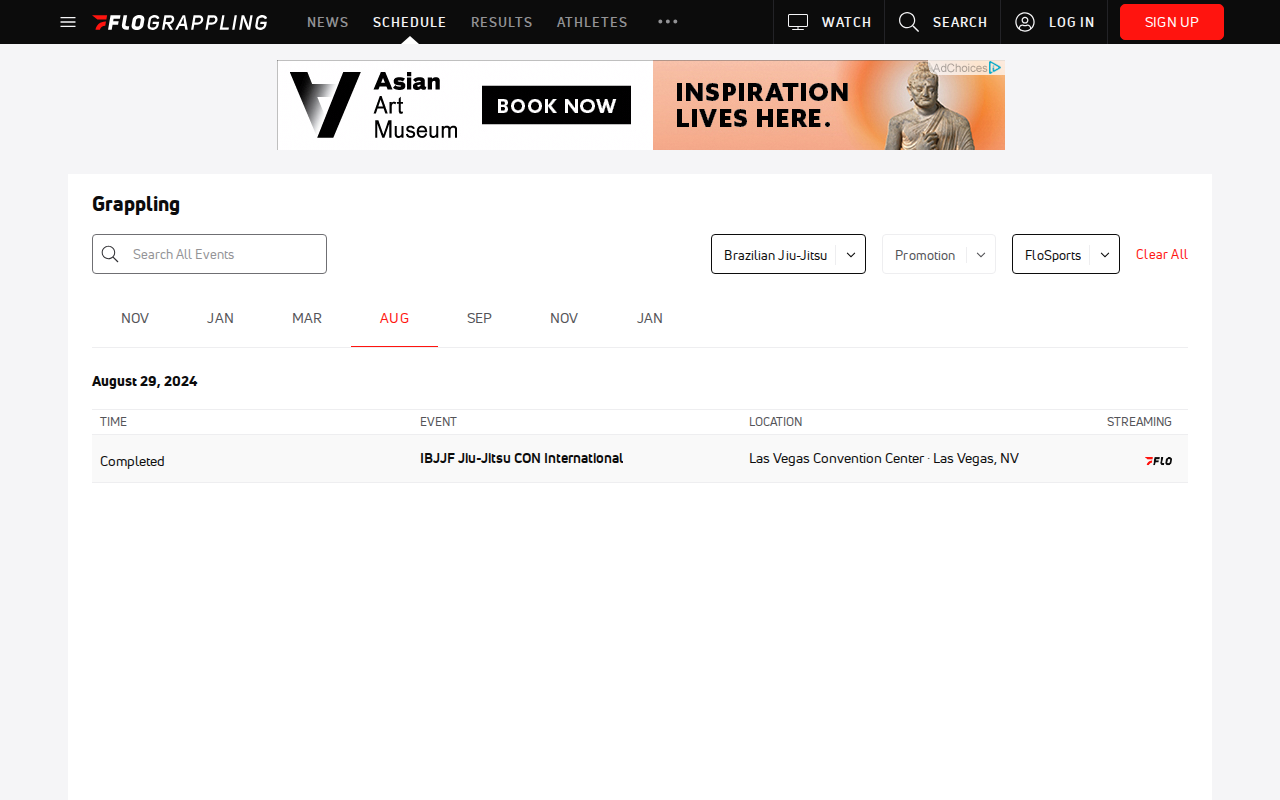 FLOGRAPPLING NEWS SCHEDULE RESULTS ATHLETES WATCH SEARCH LOG IN SIGN UP
Asian
Art
Museum
BOOK NOW
INSPIRATION
LIVES HERE.
AdChoices
Grappling
Search All Events Brazilian Jiu-Jitsu Promotion FloSports Clear All
NOV JAN MAR AUG SEP NOV JAN
August 29, 2024
TIME EVENT LOCATION STREAMING
Completed IBJJF Jiu-Jitsu CON International Las Vegas Convention Center · Las Vegas, NV FLO